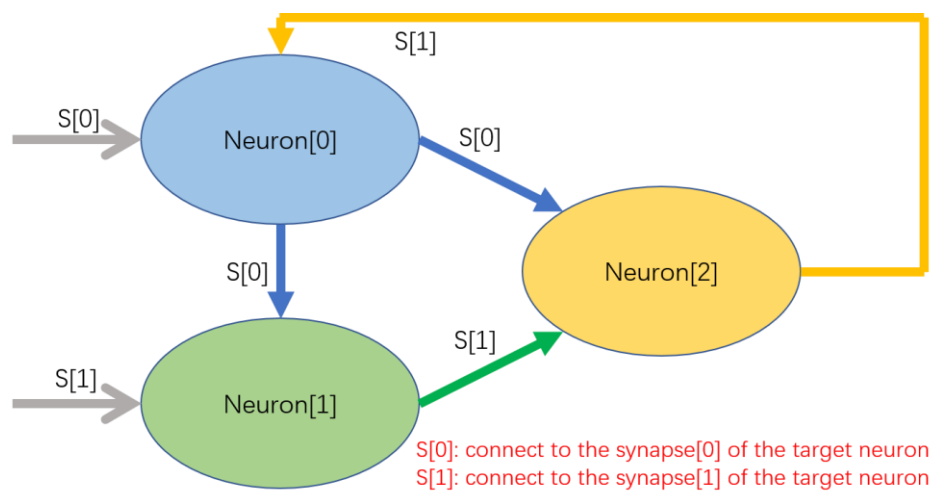 S[1]
S[0]
Neuron[0]
S[0]
S[0]
Neuron[2]
S[1]
S[1]
Neuron[1]
S[0]: connect to the synapse[0] of the target neuron
S[1]: connect to the synapse[1] of the target neuron